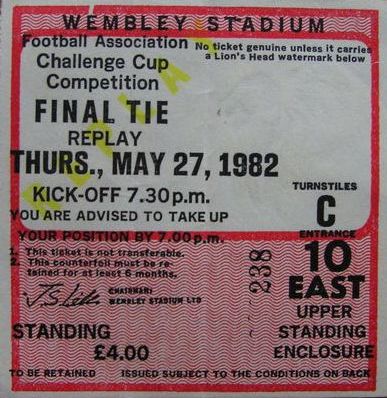 WEMBLEY STADIUM
Football Association
Challenge Cup
Competition
No ticket genuine unless it carries
a Lion's Head watermark below
FINAL TIE
REPLAY
THURS., MAY 27, 1982
KICK-OFF 7.30p.m.
YOU ARE ADVISED TO TAKE UP
YOUR POSITION BY 7.00p.m.
1. This ticket is not transferable.
2. This counterfoil must be re-
tained for at least 6 months.
CHAIRMAN:
WEMBLEY STADIUM LTD
STANDING
£4.00
238
TURNSTILES
C
ENTRANCE
10
EAST
UPPER
STANDING
ENCLOSURE
TO BE RETAINED ISSUED SUBJECT TO THE CONDITIONS ON BACK